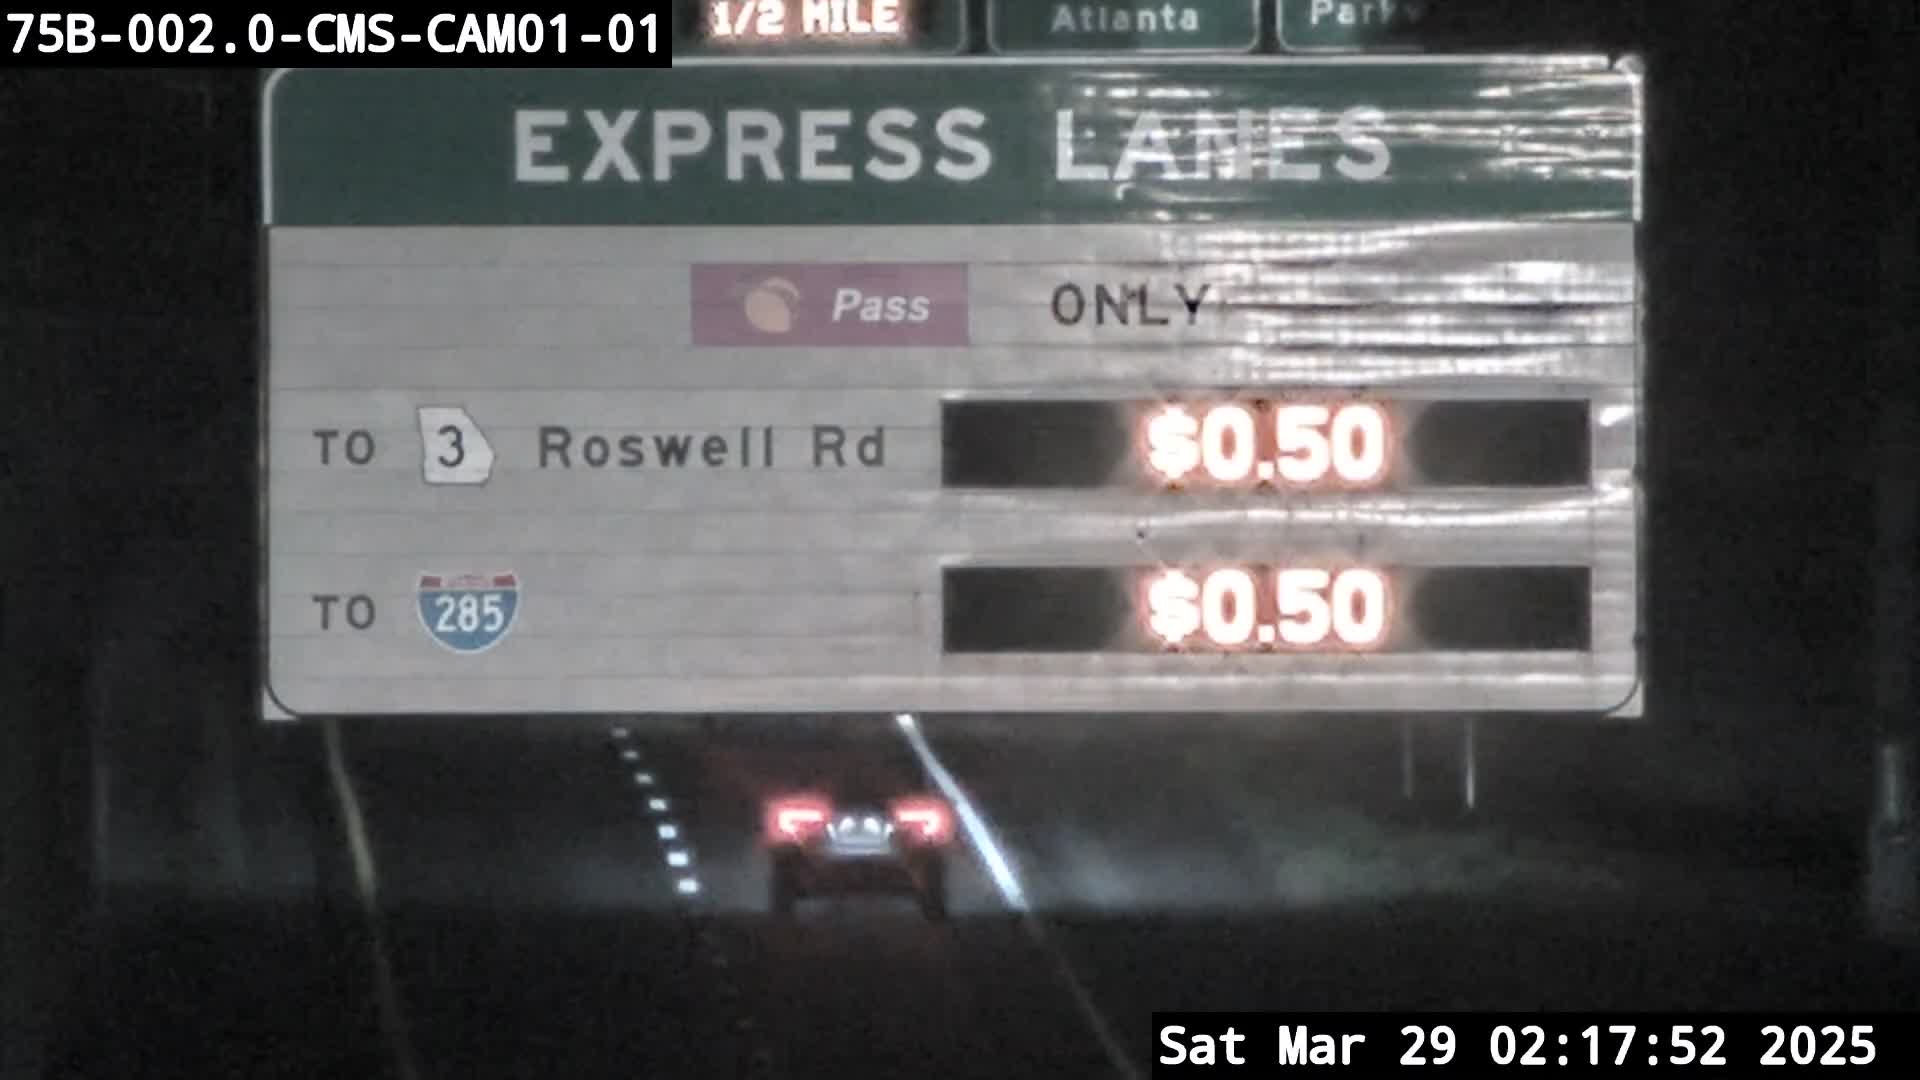 75B-002.0-CMS-CAM01-01
1/2 MILE
Atlanta
EXPRESS LANES
Pass ONLY
TO 3 Roswell Rd $0.50
TO 285 $0.50
Sat Mar 29 02:17:52 2025